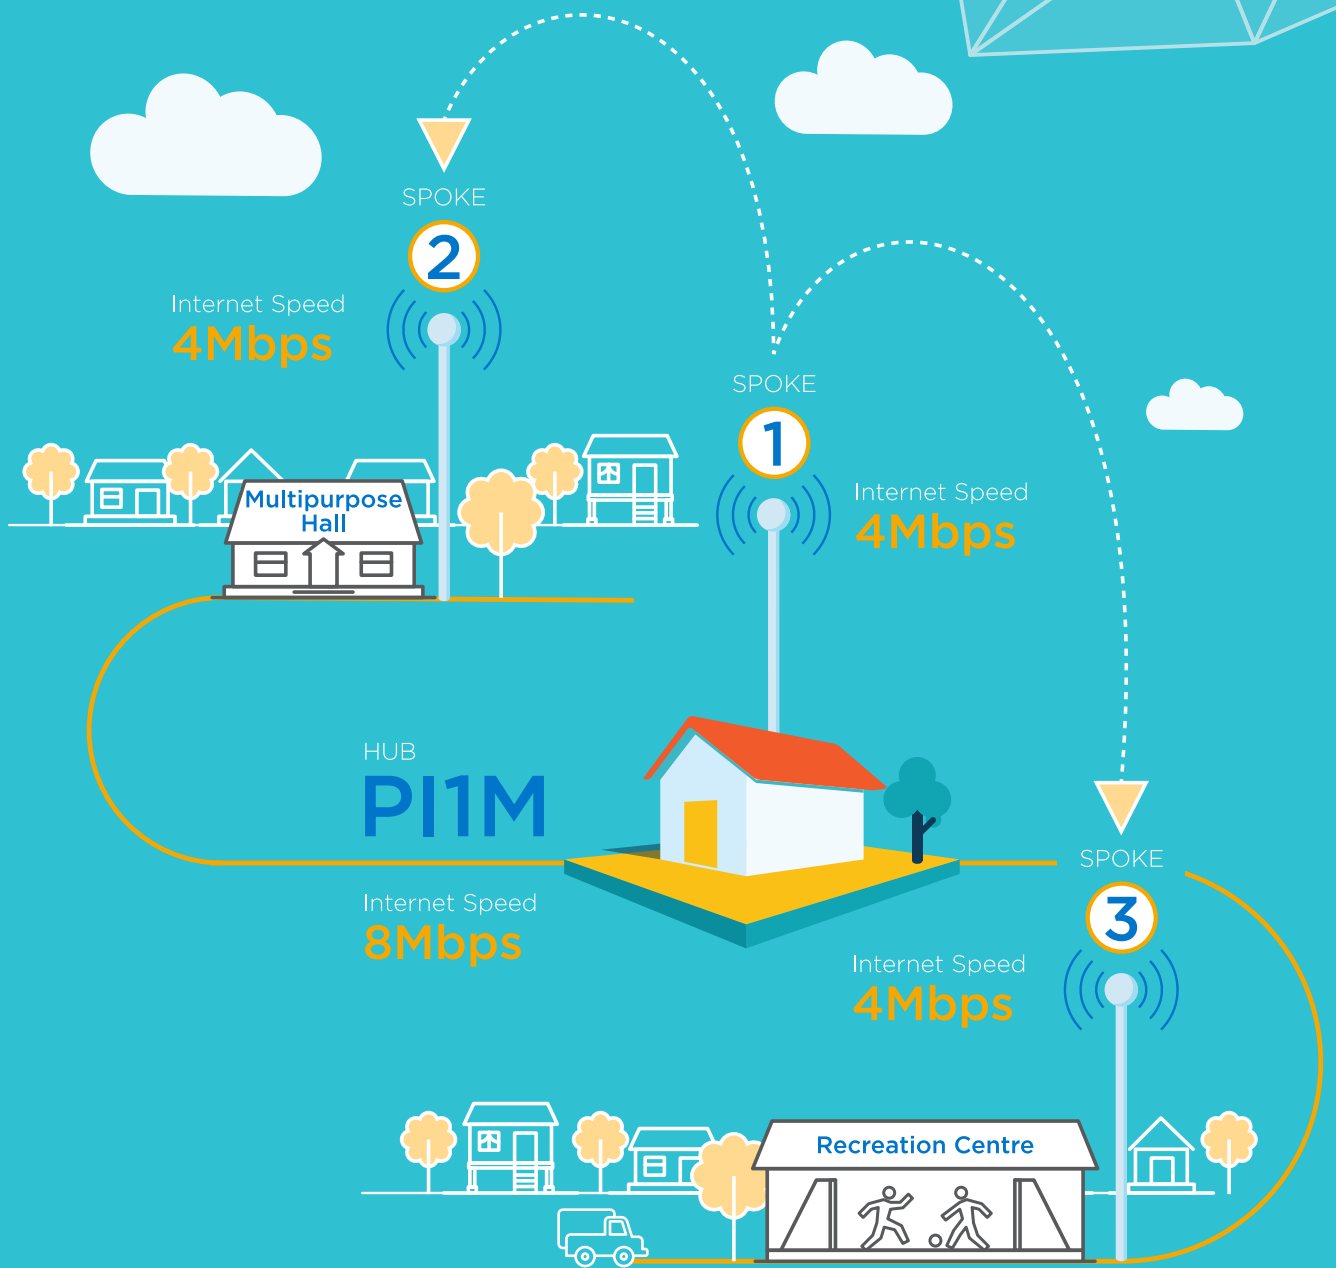 SPOKE
2
Internet Speed
4Mbps
SPOKE
1
Internet Speed
4Mbps
Multipurpose
Hall
HUB
PI1M
Internet Speed
8Mbps
SPOKE
3
Internet Speed
4Mbps
Recreation Centre